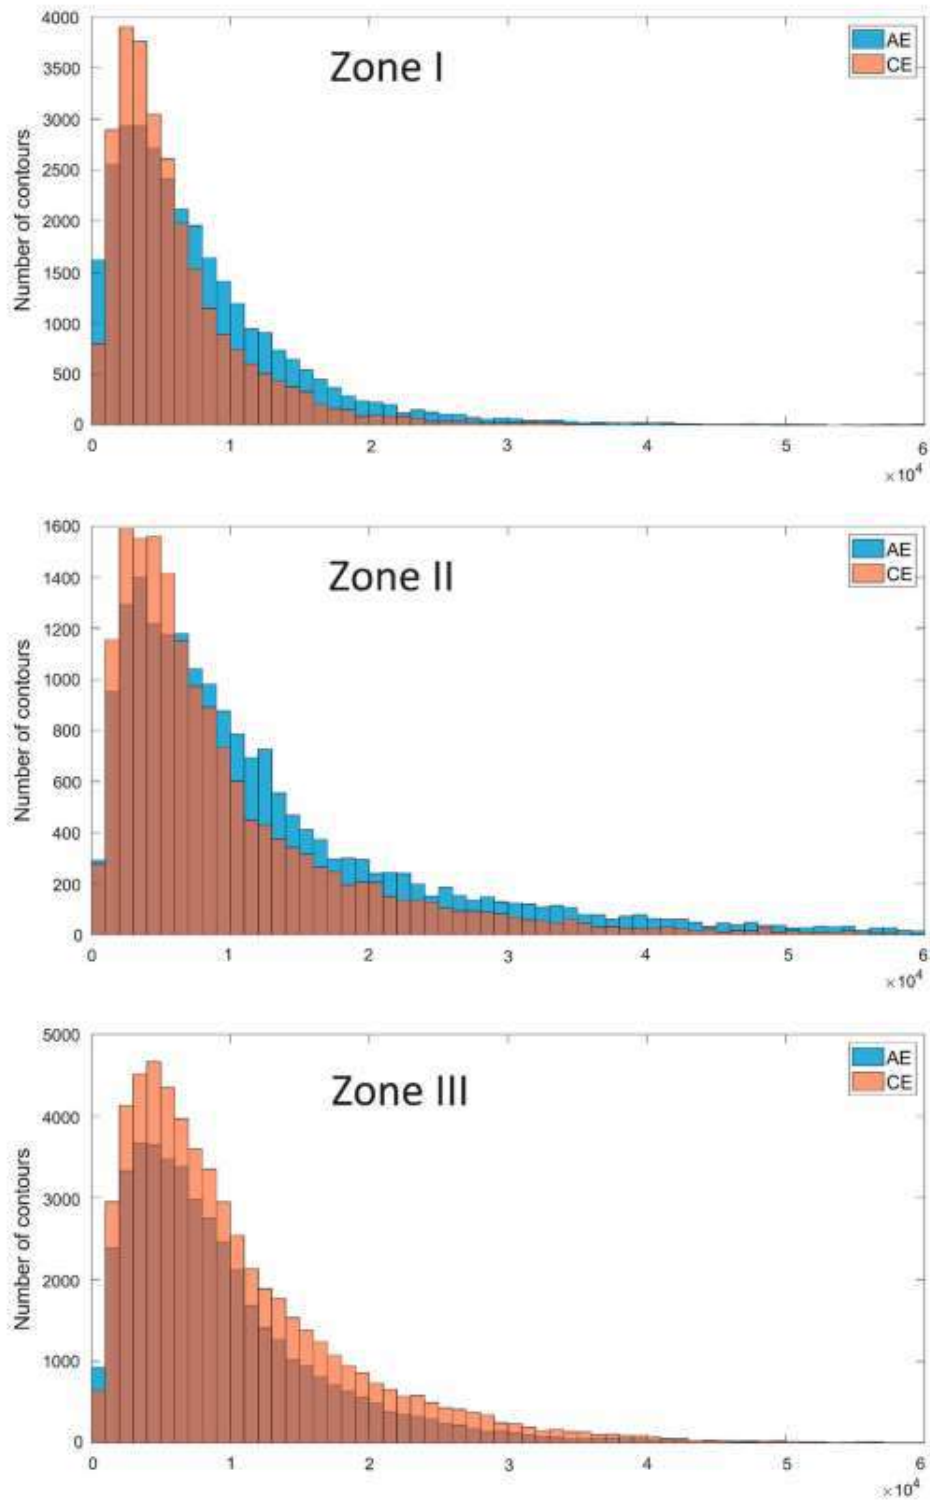 Zone I
AE
CE
Number of contours
4000
3500
3000
2500
2000
1500
1000
500
0
0 1 2 3 4 5 6
×10^4
Zone II
AE
CE
Number of contours
1600
1400
1200
1000
800
600
400
200
0
0 1 2 3 4 5 6
×10^4
Zone III
AE
CE
Number of contours
5000
4000
3000
2000
1000
0
0 1 2 3 4 5 6
×10^4